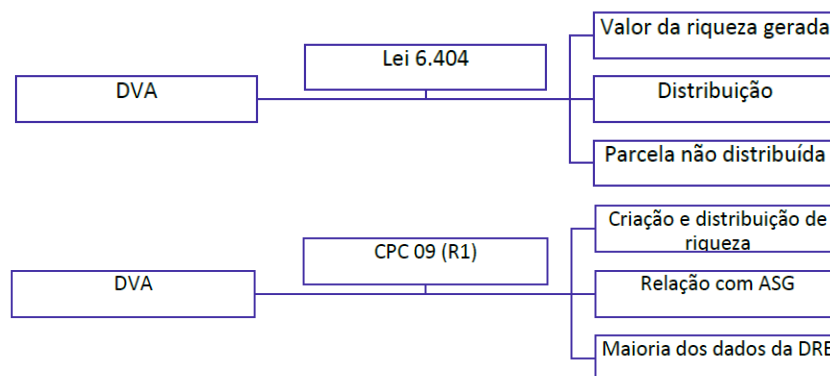 Valor da riqueza gerada
Lei 6.404
DVA
Distribuição
Parcela não distribuída
Criação e distribuição de
riqueza
CPC 09 (R1)
DVA
Relação com ASG
Maioria dos dados da DRE